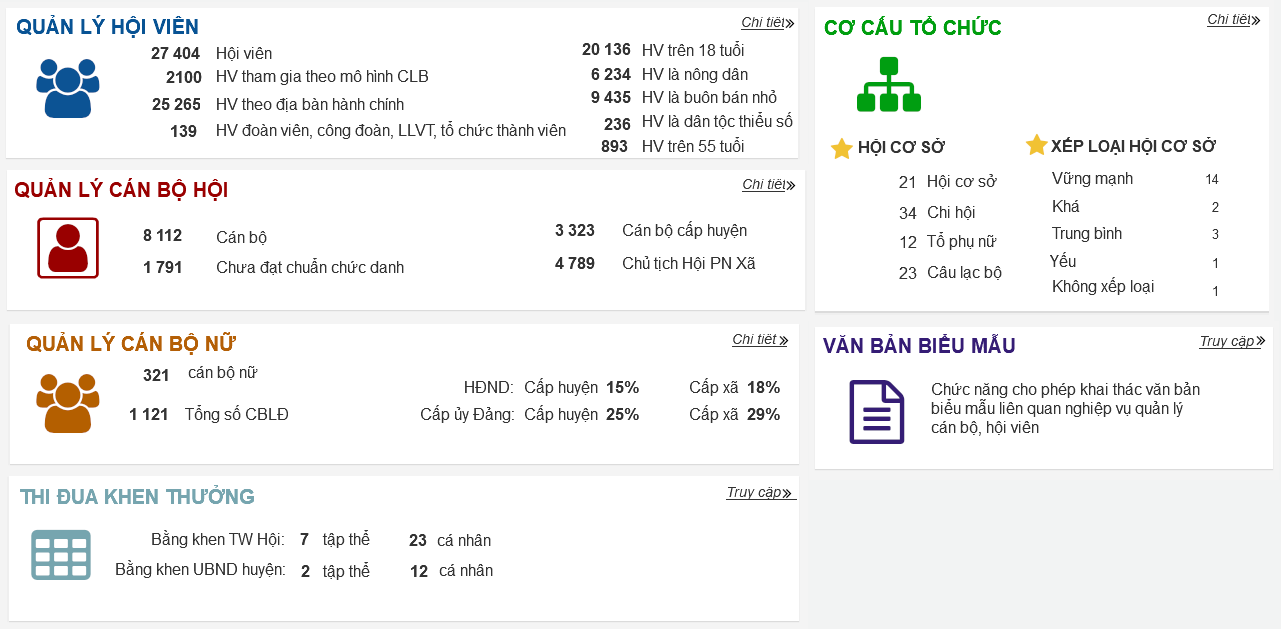 QUẢN LÝ HỘI VIÊN Chi tiết
27 404 Hội viên
2100 HV tham gia theo mô hình CLB
25 265 HV theo địa bàn hành chính
139 HV đoàn viên, công đoàn, LLVT, tổ chức thành viên
20 136 HV trên 18 tuổi
6 234 HV là nông dân
9 435 HV là buôn bán nhỏ
236 HV là dân tộc thiểu số
893 HV trên 55 tuổi
QUẢN LÝ CÁN BỘ HỘI Chi tiết
8 112 Cán bộ
1 791 Chưa đạt chuẩn chức danh
3 323 Cán bộ cấp huyện
4 789 Chủ tịch Hội PN Xã
QUẢN LÝ CÁN BỘ NỮ Chi tiết
321 cán bộ nữ
1 121 Tổng số CBLĐ
HĐND: Cấp huyện 15% Cấp xã 18%
Cấp ủy Đảng: Cấp huyện 25% Cấp xã 29%
THI ĐUA KHEN THƯỞNG Truy cập
Bằng khen TW Hội: 7 tập thể 23 cá nhân
Bằng khen UBND huyện: 2 tập thể 12 cá nhân
CƠ CẤU TỔ CHỨC Chi tiết
HỘI CƠ SỞ
21 Hội cơ sở
34 Chi hội
12 Tổ phụ nữ
23 Câu lạc bộ
XẾP LOẠI HỘI CƠ SỞ
Vững mạnh 14
Khá 2
Trung bình 3
Yếu 1
Không xếp loại 1
VĂN BẢN BIỂU MẪU Truy cập
Chức năng cho phép khai thác văn bản
biểu mẫu liên quan nghiệp vụ quản lý
cán bộ, hội viên